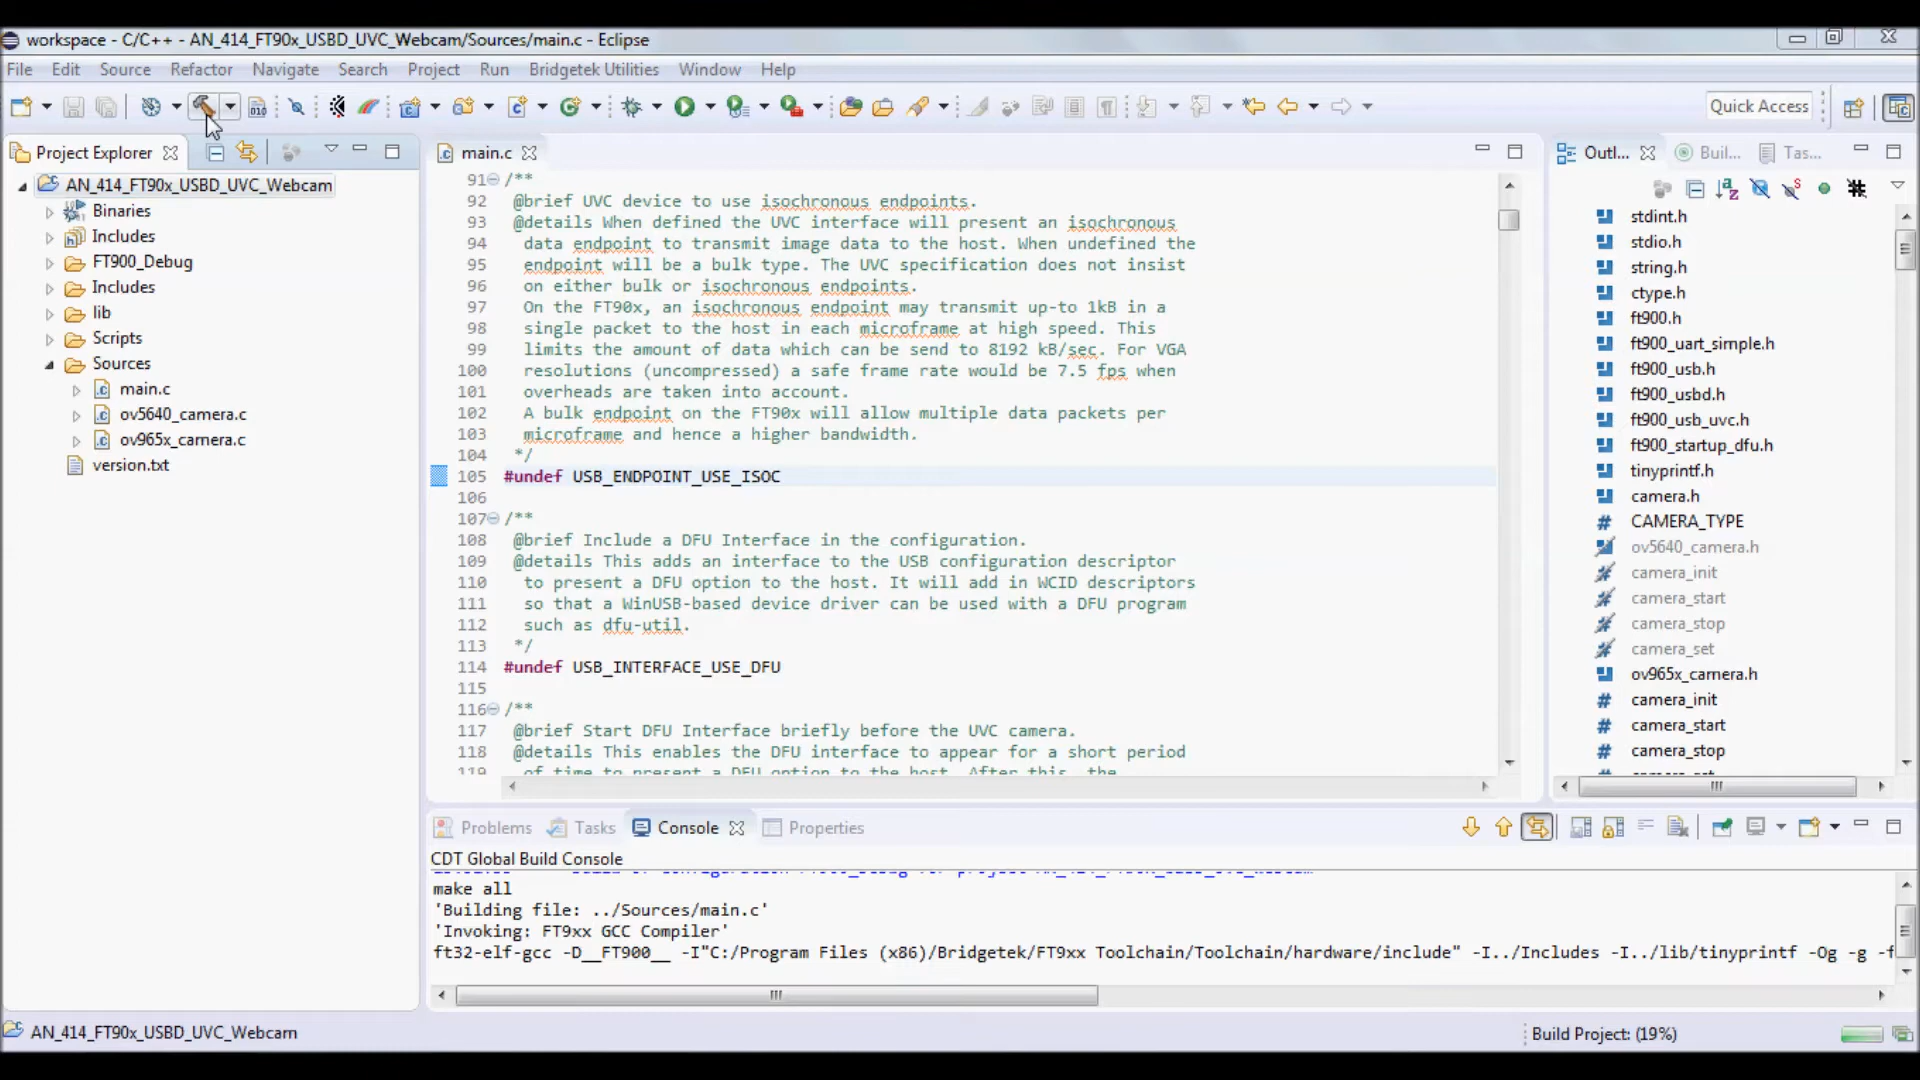 workspace - C/C++ - AN_414_FT90x_USBD_UVC_Webcam/Sources/main.c - Eclipse
File Edit Source Refactor Navigate Search Project Run Bridgetek Utilities Window Help
Quick Access
Project Explorer
AN_414_FT90x_USBD_UVC_Webcam
Binaries
Includes
FT900_Debug
Includes
lib
Scripts
Sources
main.c
ov5640_camera.c
ov965x_camera.c
version.txt
main.c
91 /**
92 @brief UVC device to use isochronous endpoints.
93 @details When defined the UVC interface will present an isochronous
94 data endpoint to transmit image data to the host. When undefined the
95 endpoint will be a bulk type. The UVC specification does not insist
96 on either bulk or isochronous endpoints.
97 On the FT90x, an isochronous endpoint may transmit up-to 1kB in a
98 single packet to the host in each microframe at high speed. This
99 limits the amount of data which can be send to 8192 kB/sec. For VGA
100 resolutions (uncompressed) a safe frame rate would be 7.5 fps when
101 overheads are taken into account.
102 A bulk endpoint on the FT90x will allow multiple data packets per
103 microframe and hence a higher bandwidth.
104 */
105 #undef USB_ENDPOINT_USE_ISOC
106
107 /**
108 @brief Include a DFU Interface in the configuration.
109 @details This adds an interface to the USB configuration descriptor
110 to present a DFU option to the host. It will add in WCID descriptors
111 so that a WinUSB-based device driver can be used with a DFU program
112 such as dfu-util.
113 */
114 #undef USB_INTERFACE_USE_DFU
115
116 /**
117 @brief Start DFU Interface briefly before the UVC camera.
118 @details This enables the DFU interface to appear for a short period
119 of time to present a DFU option to the host. After this, the
Outl... Buil... Tas...
stdint.h
stdio.h
string.h
ctype.h
ft900.h
ft900_uart_simple.h
ft900_usb.h
ft900_usbd.h
ft900_usb_uvc.h
ft900_startup_dfu.h
tinyprintf.h
camera.h
CAMERA_TYPE
ov5640_camera.h
camera_init
camera_start
camera_stop
camera_set
ov965x_camera.h
camera_init
camera_start
camera_stop
Problems Tasks Console Properties
CDT Global Build Console
make all
'Building file: ../Sources/main.c'
'Invoking: FT9xx GCC Compiler'
ft32-elf-gcc -D__FT900__ -I"C:/Program Files (x86)/Bridgetek/FT9xx Toolchain/Toolchain/hardware/include" -I../Includes -I../lib/tinyprintf -Og -g -f
AN_414_FT90x_USBD_UVC_Webcam
Build Project: (19%)